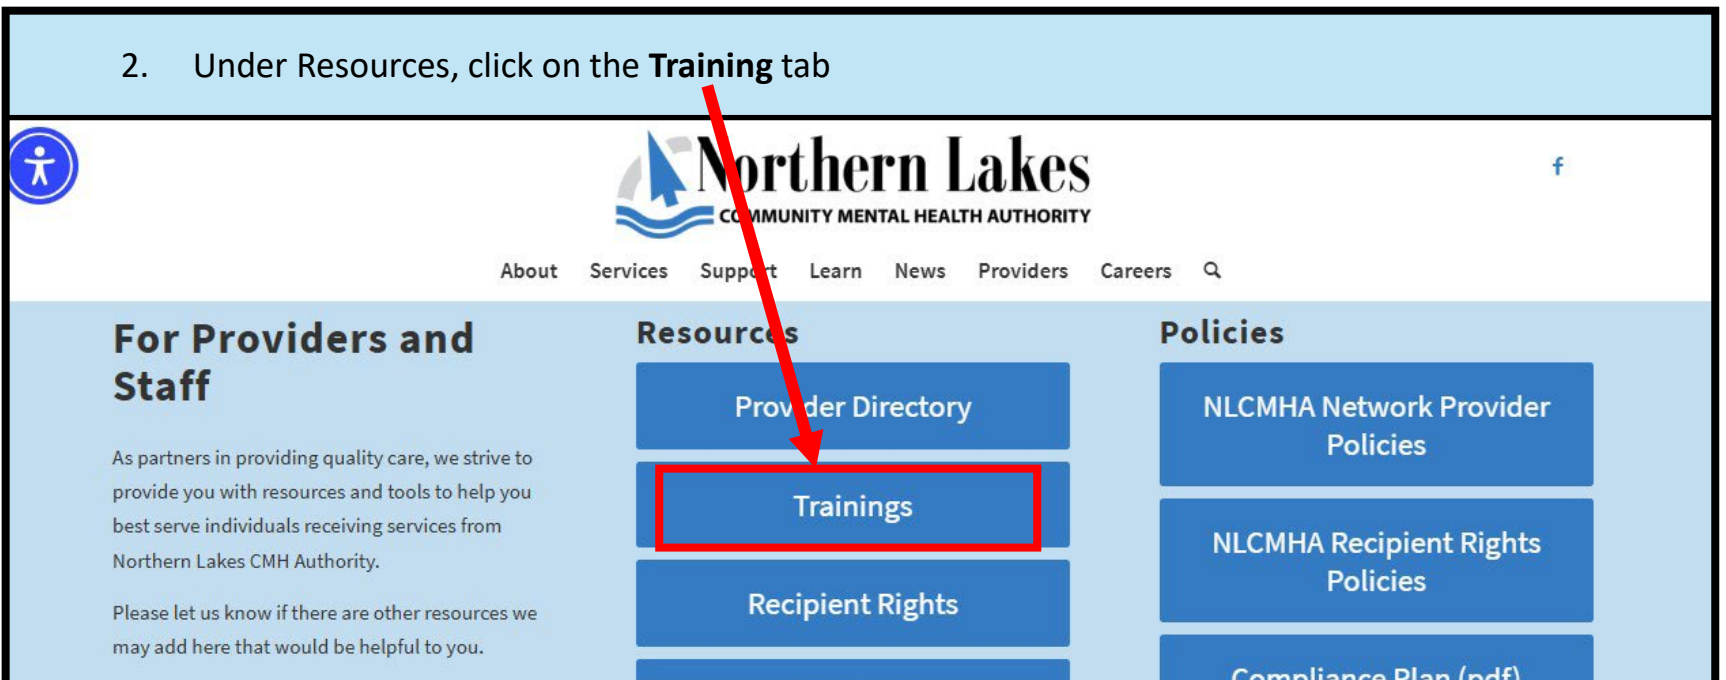 2. Under Resources, click on the Training tab
Northern Lakes
COMMUNITY MENTAL HEALTH AUTHORITY
f
About Services Support Learn News Providers Careers
For Providers and
Staff
As partners in providing quality care, we strive to
provide you with resources and tools to help you
best serve individuals receiving services from
Northern Lakes CMH Authority.
Please let us know if there are other resources we
may add here that would be helpful to you.
Resources
Provider Directory
Trainings
Recipient Rights
Policies
NLCMHA Network Provider
Policies
NLCMHA Recipient Rights
Policies
Compliance Plan (pdf)